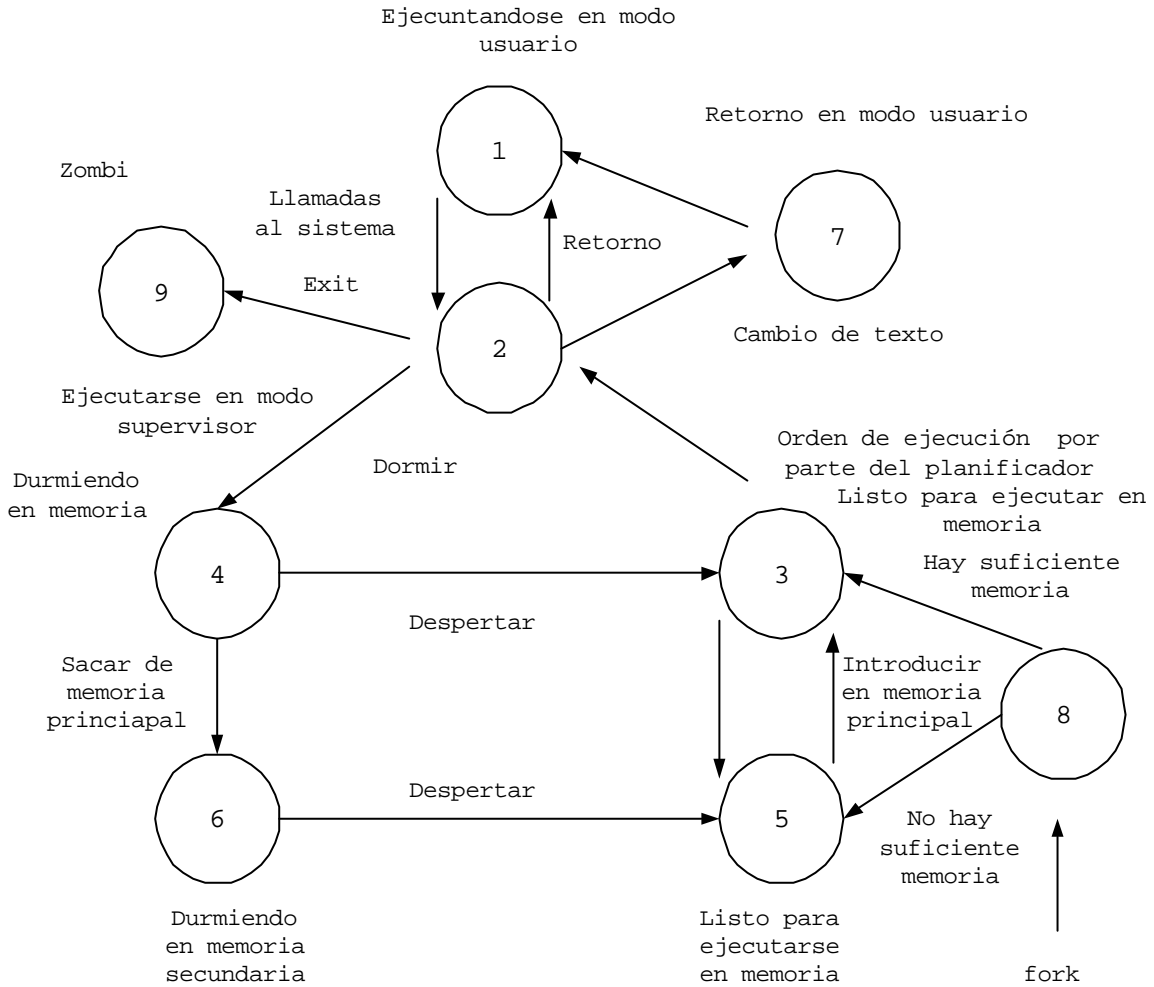 Ejecuntandose en modo
usuario
1
Retorno en modo usuario
Zombi
Llamadas
al sistema
Retorno
7
9
Exit
2
Cambio de texto
Ejecutarse en modo
supervisor
Dormir
Orden de ejecución por
parte del planificador
Listo para ejecutar en
memoria
Durmiendo
en memoria
4
3
Hay suficiente
memoria
Despertar
Sacar de
memoria
princiapal
Introducir
en memoria
principal
8
Despertar
6
5
No hay
suficiente
memoria
Durmiendo
en memoria
secundaria
Listo para
ejecutarse
en memoria
fork